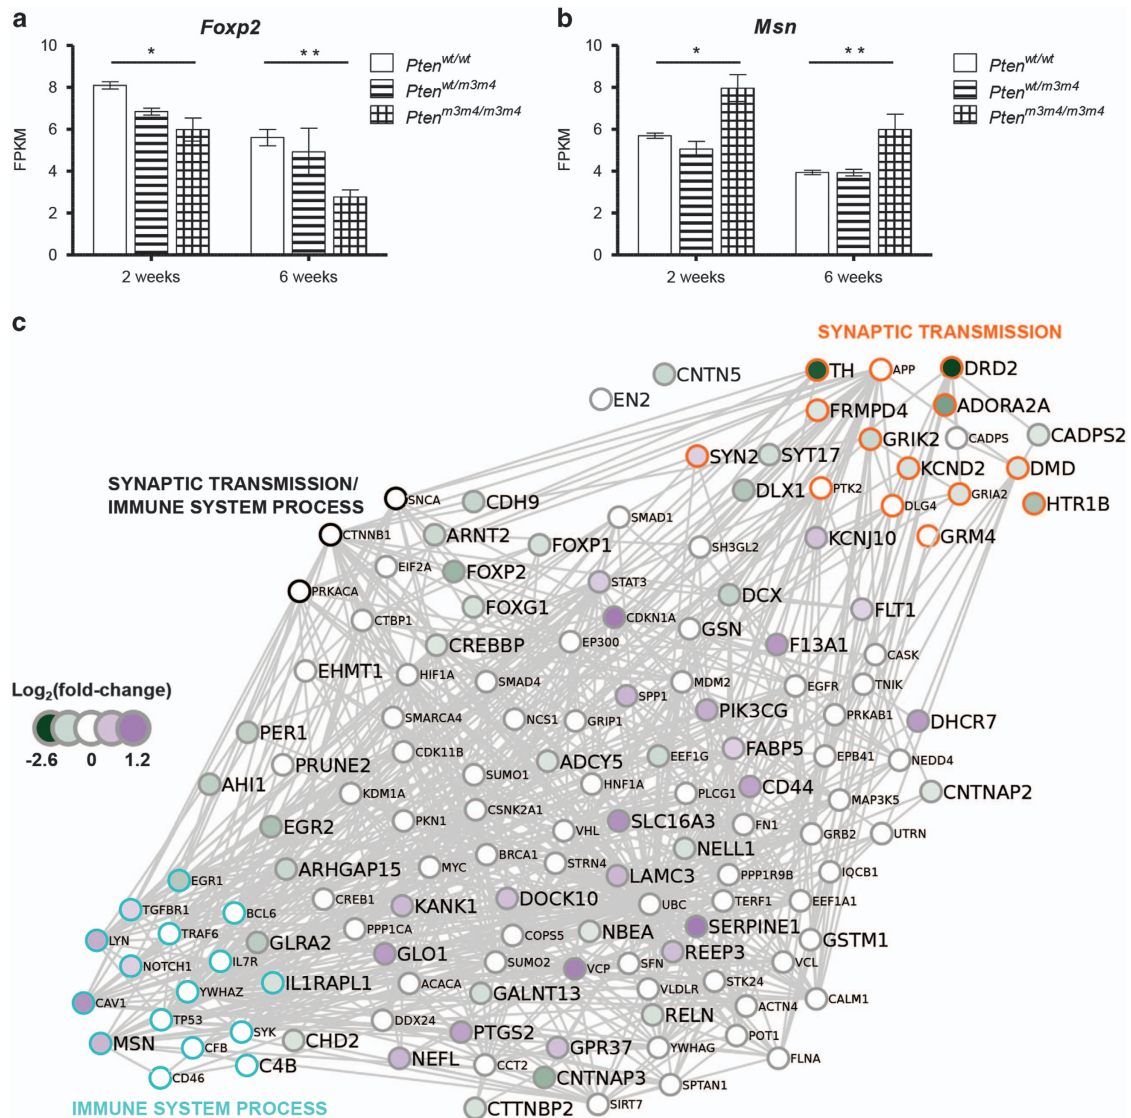 a
Foxp2
10
8
6
4
2
0
FPKM
*
* *
2 weeks
6 weeks
Pten wt/wt
Pten wt/m3m4
Pten m3m4/m3m4
b
Msn
10
8
6
4
2
0
FPKM
*
* *
2 weeks
6 weeks
Pten wt/wt
Pten wt/m3m4
Pten m3m4/m3m4
c
SYNAPTIC TRANSMISSION
TH
APP
DRD2
CNTN5
EN2
FRMPD4
ADORA2A
GRIK2
CADPS
CADPS2
SYN2
SYT17
KCND2
DMD
SYNAPTIC TRANSMISSION/
IMMUNE SYSTEM PROCESS
SNCA
CDH9
DLX1
PTK2
DLG4
GRIA2
HTR1B
CTNNB1
ARNT2
SMAD1
FOXP1
SH3GL2
KCNJ10
GRM4
EIF2A
FOXP2
STAT3
PRKACA
FOXG1
CDKN1A
DCX
FLT1
CTBP1
CREBBP
EP300
GSN
F13A1
CASK
EHMT1
HIF1A
SMAD4
MDM2
EGFR
TNIK
Log2(fold-change)
-2.6
0
1.2
SPP1
PIK3CG
PRKAB1
DHCR7
SMARCA4
NCS1
GRIP1
PER1
CDK11B
ADCY5
EEF1G
FABP5
EPB41
NEDD4
PRUNE2
SUMO1
AHI1
KDM1A
HNF1A
PLCG1
CD44
MAP3K5
CNTNAP2
CSNK2A1
EGR2
PKN1
VHL
SLC16A3
FN1
GRB2
UTRN
BRCA1
NELL1
ARHGAP15
MYC
STRN4
EGR1
LAMC3
PPP1R9B
IQCB1
CREB1
KANK1
DOCK10
UBC
TERF1
EEF1A1
TGFBR1
BCL6
TRAF6
PPP1CA
COPS5
NBEA
SERPINE1
LYN
GLRA2
GLO1
REEP3
GSTM1
NOTCH1
IL7R
SUMO2
VCP
SFN
VCL
YWHAZ
IL1RAPL1
ACACA
GALNT13
VLDLR
STK24
CAV1
ACTN4
CALM1
TP53
SYK
DDX24
RELN
MSN
CFB
CHD2
PTGS2
POT1
GPR37
YWHAG
CD46
C4B
NEFL
CCT2
FLNA
CNTNAP3
SPTAN1
IMMUNE SYSTEM PROCESS
CTTNBP2
SIRT7